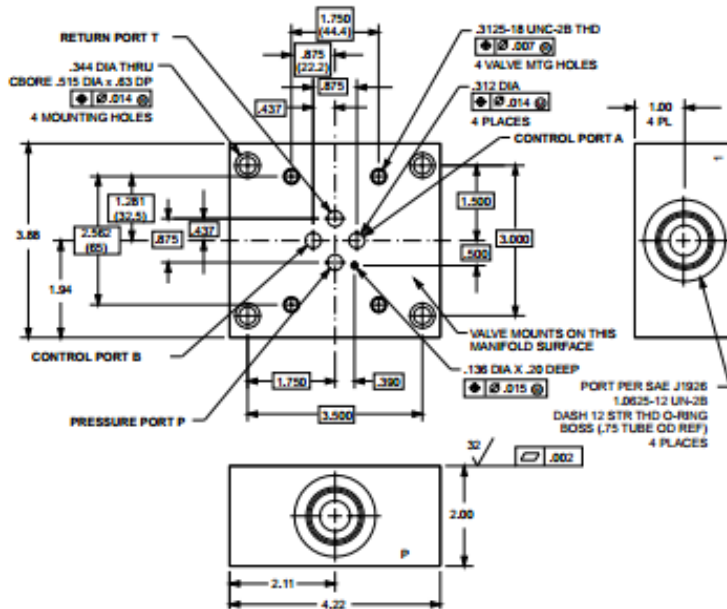 1.750
(44.4)
RETURN PORT T
.875
(22.2)
.3125-18 UNC-2B THD
⌖ Ø .007 Ⓜ
4 VALVE MTG HOLES
.344 DIA THRU
CBORE .515 DIA x .63 DP
⌖ Ø .014 Ⓜ
4 MOUNTING HOLES
.875
.312 DIA
⌖ Ø .014 Ⓜ
4 PLACES
1.00
4 PL
.437
CONTROL PORT A
T
3.88
1.281
(32.5)
2.562
(65)
.875
.437
1.500
3.000
.500
1.94
CONTROL PORT B
VALVE MOUNTS ON THIS
MANIFOLD SURFACE
.136 DIA X .20 DEEP
⌖ Ø .015 Ⓜ
1.750
.390
PRESSURE PORT P
3.500
PORT PER SAE J1926
1.0625-12 UN-2B
DASH 12 STR THD O-RING
BOSS (.75 TUBE OD REF)
4 PLACES
32
⏥ .002
2.00
P
2.11
4.22